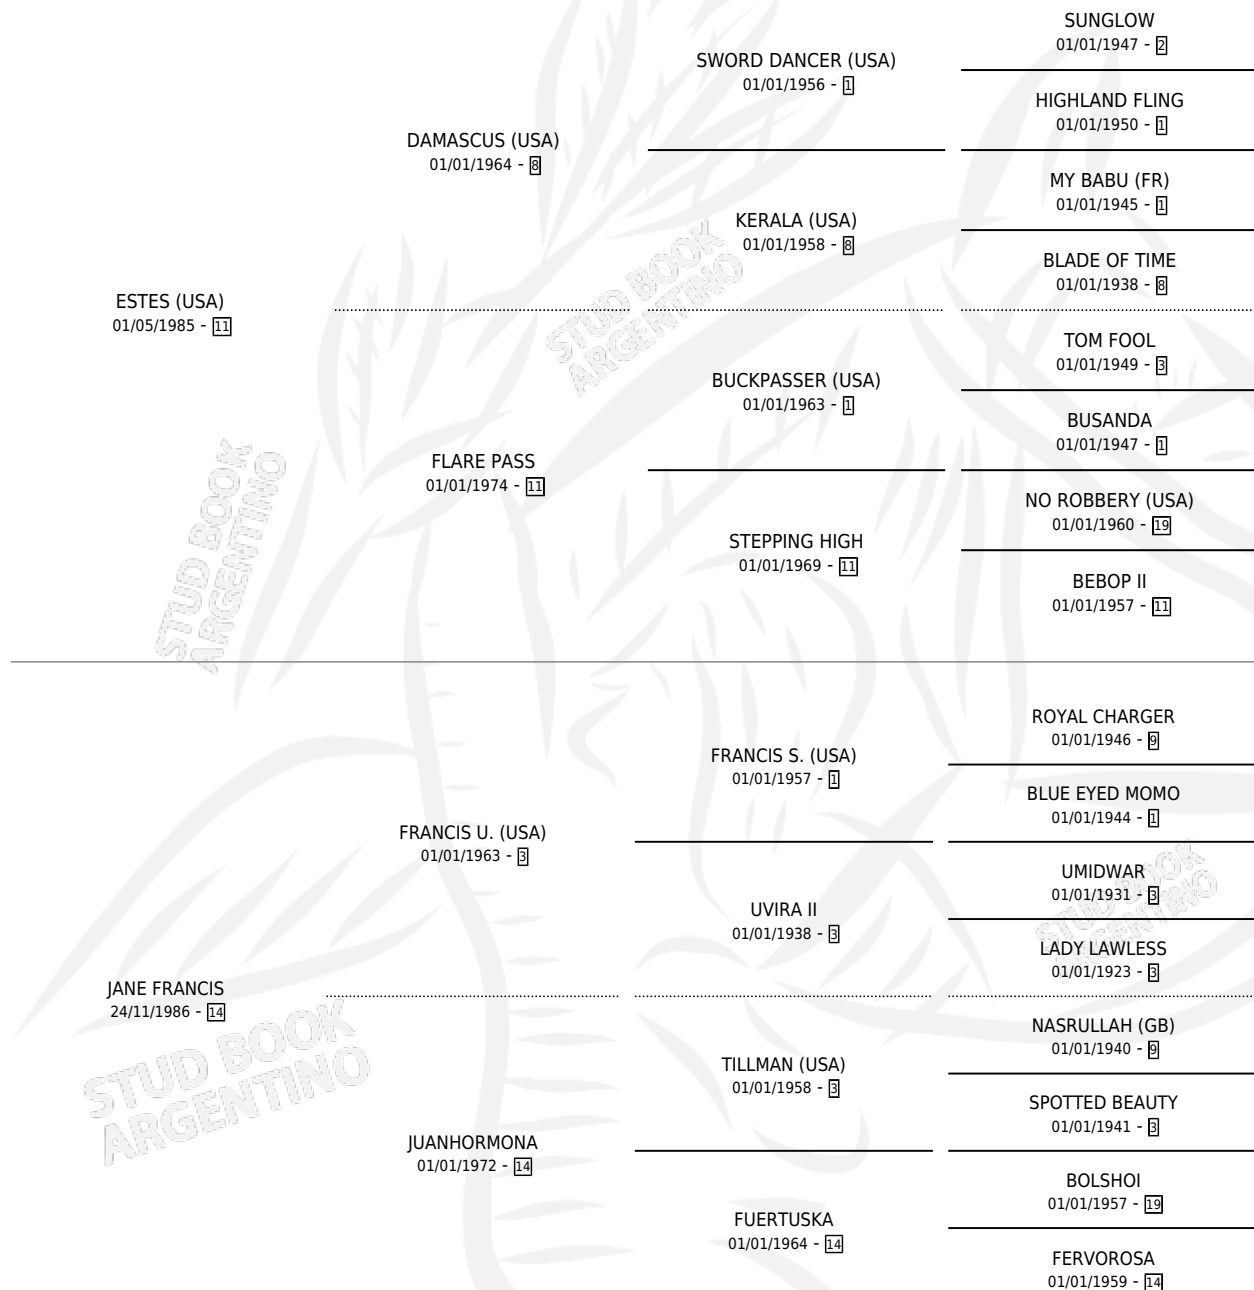 SUNGLOW
01/01/1947 - 2
SWORD DANCER (USA)
01/01/1956 - 1
HIGHLAND FLING
01/01/1950 - 1
DAMASCUS (USA)
01/01/1964 - 8
MY BABU (FR)
01/01/1945 - 1
KERALA (USA)
01/01/1958 - 8
BLADE OF TIME
01/01/1938 - 8
ESTES (USA)
01/05/1985 - 11
TOM FOOL
01/01/1949 - 3
BUCKPASSER (USA)
01/01/1963 - 1
BUSANDA
01/01/1947 - 1
FLARE PASS
01/01/1974 - 11
NO ROBBERY (USA)
01/01/1960 - 19
STEPPING HIGH
01/01/1969 - 11
BEBOP II
01/01/1957 - 11
ROYAL CHARGER
01/01/1946 - 9
FRANCIS S. (USA)
01/01/1957 - 1
BLUE EYED MOMO
01/01/1944 - 1
FRANCIS U. (USA)
01/01/1963 - 3
UMIDWAR
01/01/1931 - 3
UVIRA II
01/01/1938 - 3
LADY LAWLESS
01/01/1923 - 3
JANE FRANCIS
24/11/1986 - 14
NASRULLAH (GB)
01/01/1940 - 9
TILLMAN (USA)
01/01/1958 - 3
SPOTTED BEAUTY
01/01/1941 - 3
JUANHORMONA
01/01/1972 - 14
BOLSHOI
01/01/1957 - 19
FUERTUSKA
01/01/1964 - 14
FERVOROSA
01/01/1959 - 14
STUD BOOK
ARGENTINO
STUD BOOK
ARGENTINO
STUD BOOK
ARGENTINO
STUD BOOK
ARGENTINO